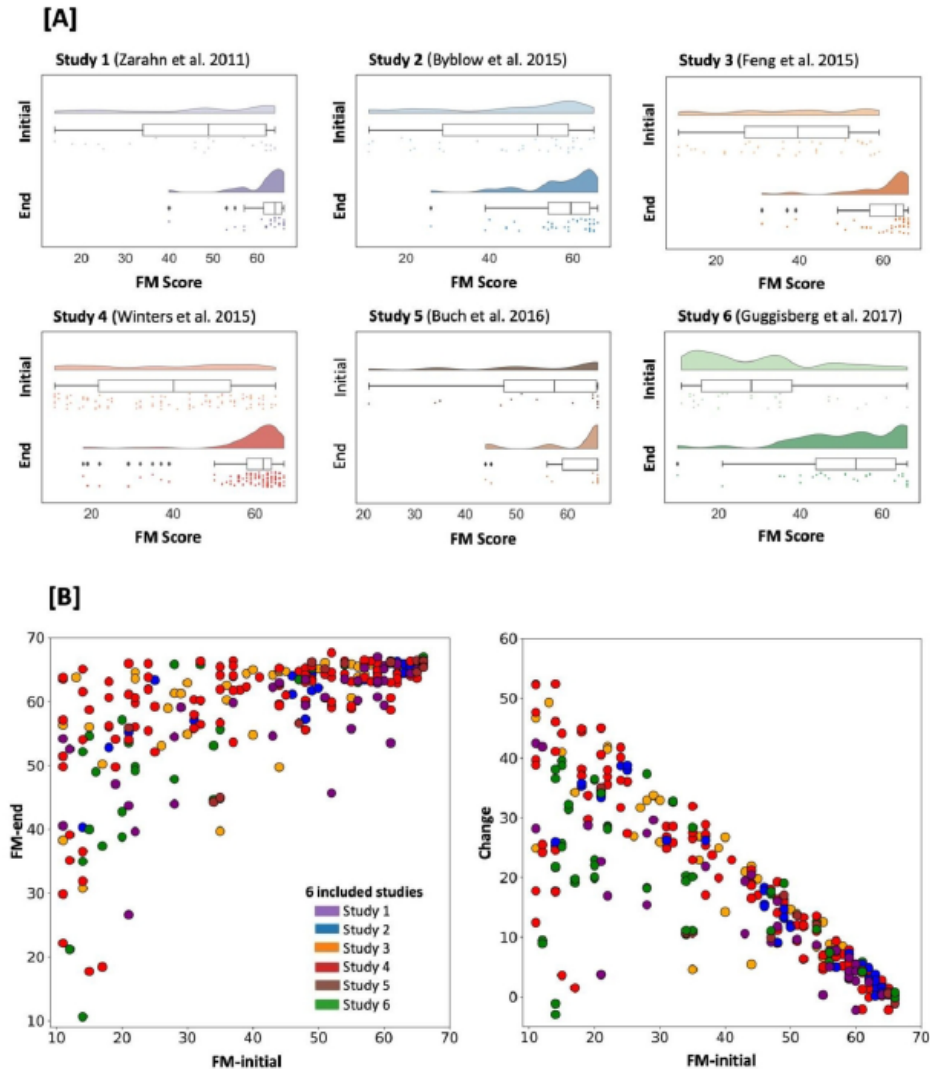 [A]
Study 1 (Zarahn et al. 2011)
Initial
End
20 30 40 50 60
FM Score
Study 2 (Byblow et al. 2015)
Initial
End
20 40 60
FM Score
Study 3 (Feng et al. 2015)
Initial
End
20 40 60
FM Score
Study 4 (Winters et al. 2015)
Initial
End
20 40 60
FM Score
Study 5 (Buch et al. 2016)
Initial
End
20 30 40 50 60
FM Score
Study 6 (Guggisberg et al. 2017)
Initial
End
20 40 60
FM Score
[B]
70
60
50
40
30
20
10
FM-end
6 included studies
Study 1
Study 2
Study 3
Study 4
Study 5
Study 6
10 20 30 40 50 60 70
FM-initial
60
50
40
30
20
10
0
Change
10 20 30 40 50 60 70
FM-initial